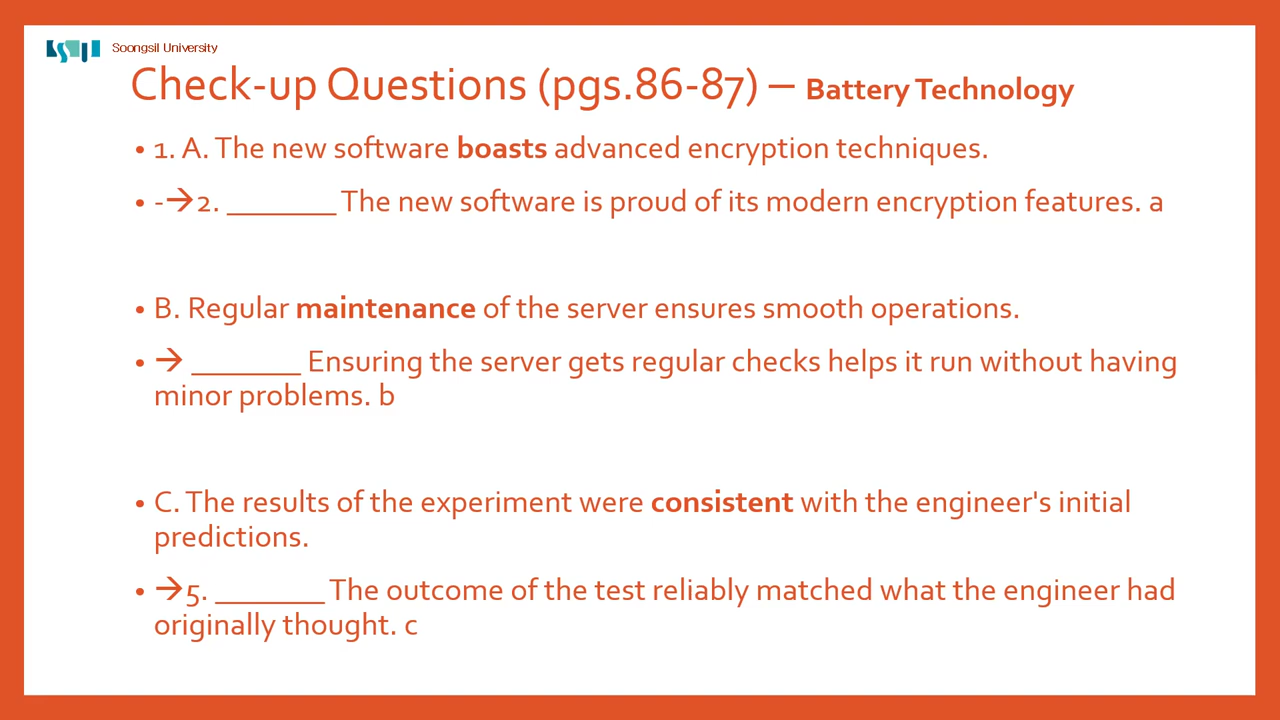 Soongsil University
Check-up Questions (pgs.86-87) – Battery Technology
• 1. A. The new software boasts advanced encryption techniques.
• -→2. _______ The new software is proud of its modern encryption features. a
• B. Regular maintenance of the server ensures smooth operations.
• → _______ Ensuring the server gets regular checks helps it run without having
minor problems. b
• C. The results of the experiment were consistent with the engineer's initial
predictions.
• →5. _______ The outcome of the test reliably matched what the engineer had
originally thought. c